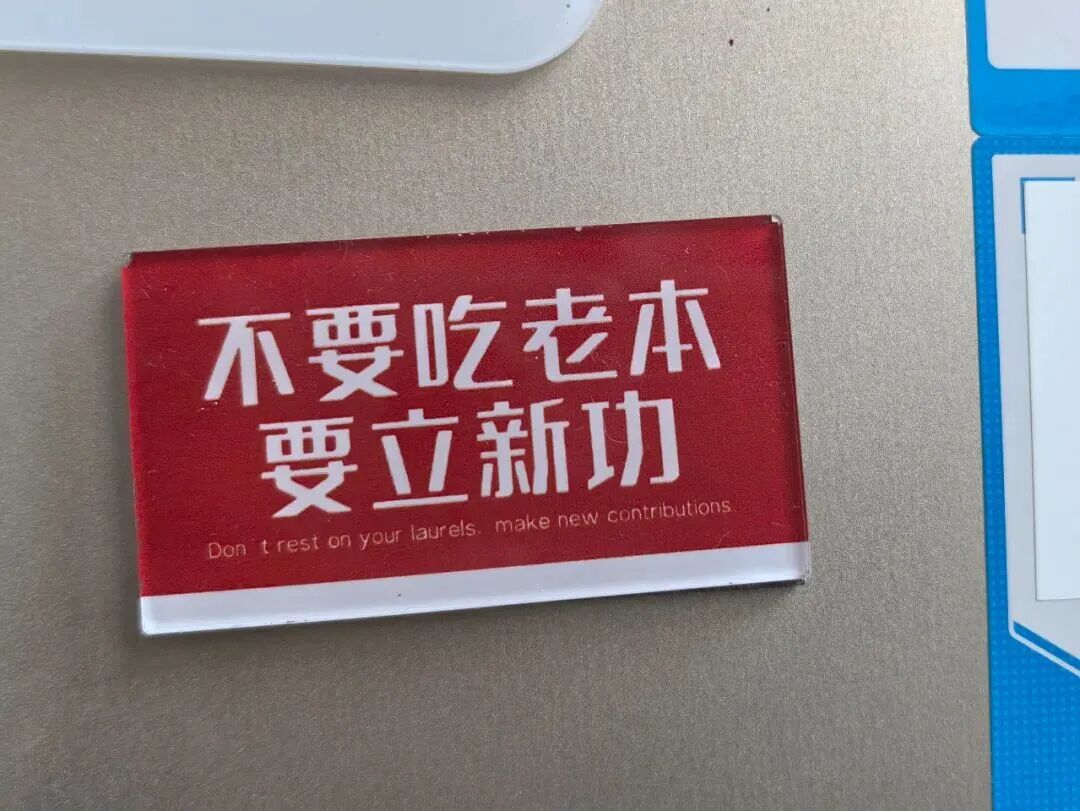 不要吃老本
要立新功
Don't rest on your laurels. make new contributions.